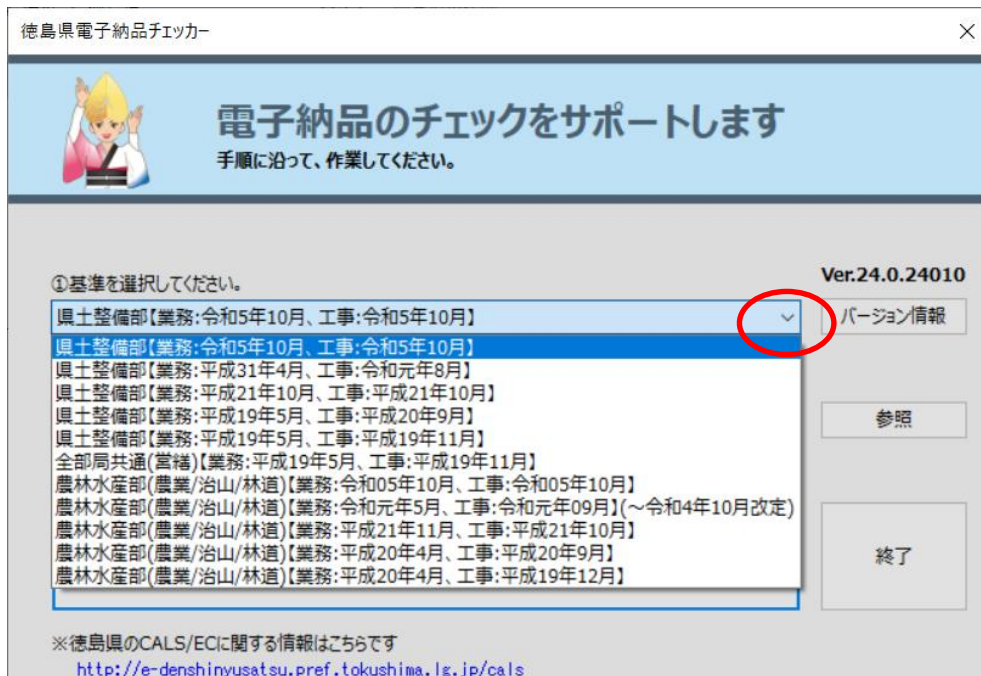 徳島県電子納品チェッカー
電子納品のチェックをサポートします
手順に沿って、作業してください。
①基準を選択してください。
Ver.24.0.24010
県土整備部【業務:令和5年10月、工事:令和5年10月】
バージョン情報
県土整備部【業務:令和5年10月、工事:令和5年10月】
県土整備部【業務:平成31年4月、工事:令和元年8月】
県土整備部【業務:平成21年10月、工事:平成21年10月】
県土整備部【業務:平成19年5月、工事:平成20年9月】
県土整備部【業務:平成19年5月、工事:平成19年11月】
全部局共通(営繕)【業務:平成19年5月、工事:平成19年11月】
農林水産部(農業/治山/林道)【業務:令和05年10月、工事:令和05年10月】
農林水産部(農業/治山/林道)【業務:令和元年5月、工事:令和元年09月】(～令和4年10月改定)
農林水産部(農業/治山/林道)【業務:平成21年11月、工事:平成21年10月】
農林水産部(農業/治山/林道)【業務:平成20年4月、工事:平成20年9月】
農林水産部(農業/治山/林道)【業務:平成20年4月、工事:平成19年12月】
参照
終了
※徳島県のCALS/ECに関する情報はこちらです
http://e-denshinyusatsu.pref.tokushima.lg.jp/cals